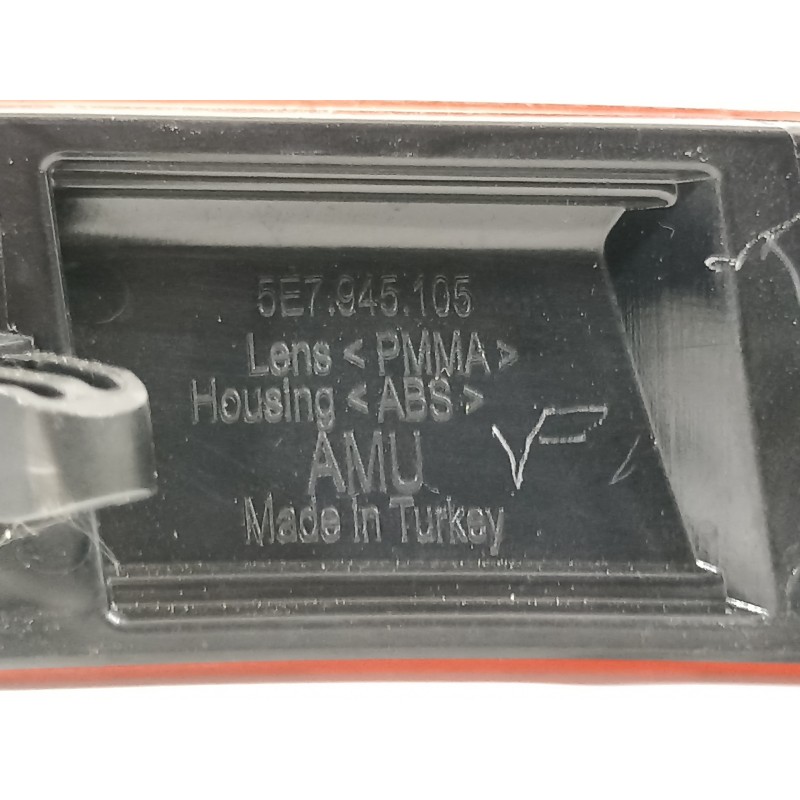 5E7.945.105
Lens < PMMA >
Housing < ABS >
AMU
Made In Turkey